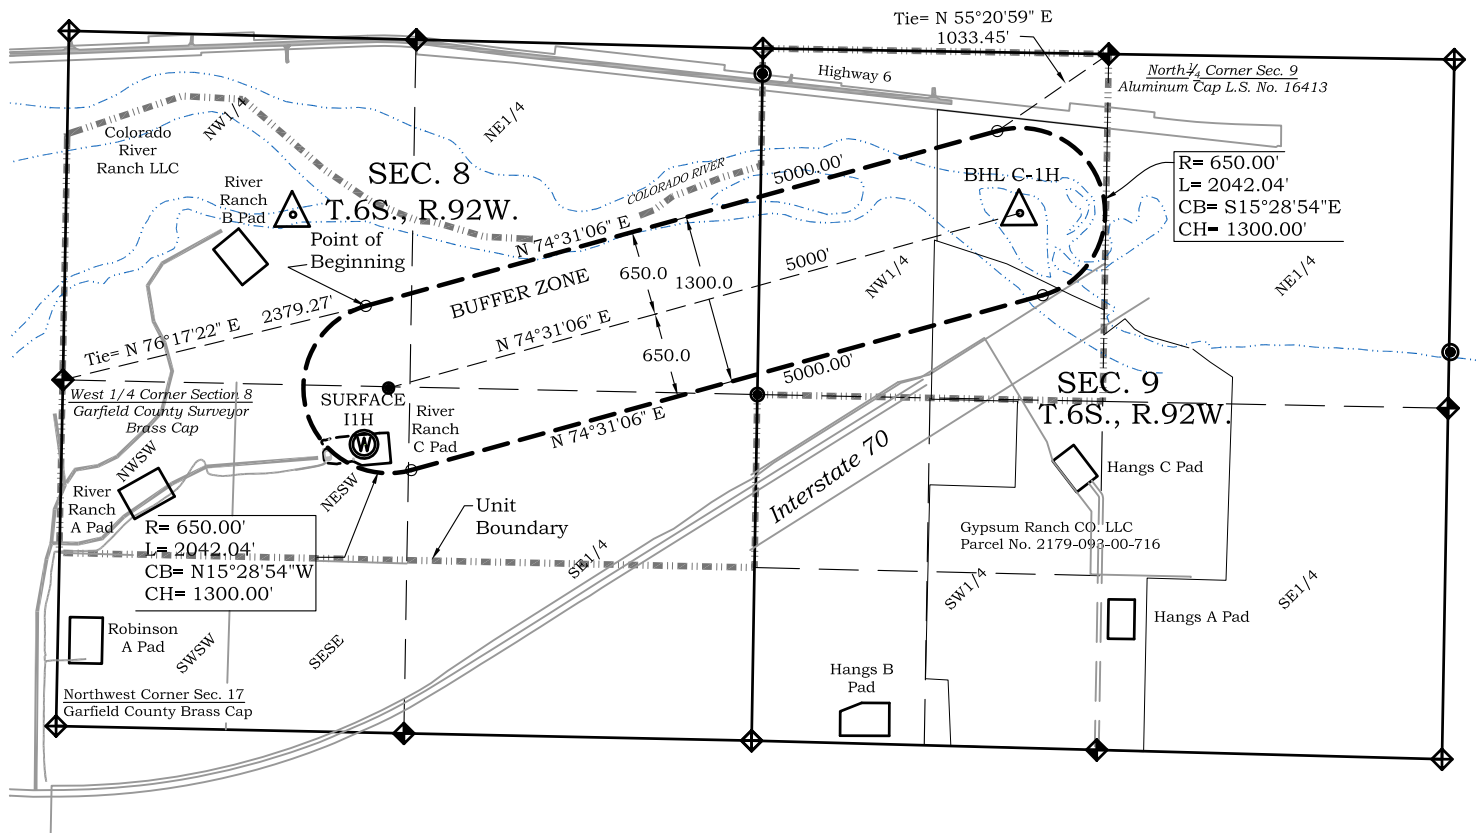 Tie= N 55°20'59" E
1033.45'
Highway 6
North 1/4 Corner Sec. 9
Aluminum Cap L.S. No. 16413
Colorado
River
Ranch LLC
NW1/4
NE1/4
SEC. 8
T.6S., R.92W.
River
Ranch
B Pad
Point of
Beginning
COLORADO RIVER
5000.00'
N 74°31'06" E
BHL C-1H
R= 650.00'
L= 2042.04'
CB= S15°28'54"E
CH= 1300.00'
BUFFER ZONE
650.0
1300.0
5000'
NW1/4
NE1/4
2379.27'
Tie= N 76°17'22" E
N 74°31'06" E
650.0
5000.00'
N 74°31'06" E
SEC. 9
T.6S., R.92W.
West 1/4 Corner Section 8
Garfield County Surveyor
Brass Cap
SURFACE
I1H
W
River
Ranch
C Pad
NWSW
NESW
River
Ranch
A Pad
Interstate 70
Hangs C Pad
Unit
Boundary
R= 650.00'
L= 2042.04'
CB= N15°28'54"W
CH= 1300.00'
Gypsum Ranch CO. LLC
Parcel No. 2179-093-00-716
SE1/4
SW1/4
SE1/4
Robinson
A Pad
SWSW
SESE
Hangs A Pad
Hangs B
Pad
Northwest Corner Sec. 17
Garfield County Brass Cap